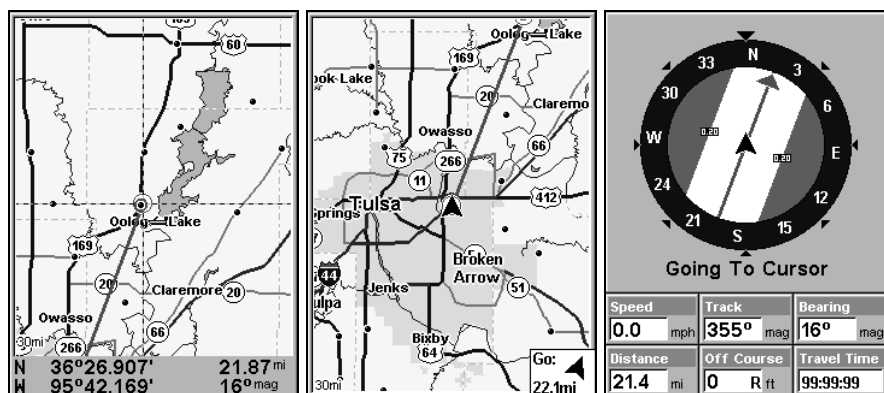 169
60
Oolog Lake
169
20
Claremore
20
Owasso
66
266
30mi
N 36°26.907' 21.87 mi
W 95°42.169' 16° mag
Oolog Lake
169
ook Lake
20
Claremo
Owasso
75
266
66
11
412
Tulsa
Springs
Broken
Arrow
44
Jenks
51
ulpa
Bixby
64
30mi
Go:
22.1mi
N
33
3
30
6
W
E
24
12
21
15
S
0.20
0.20
Going To Cursor
Speed Track Bearing
0.0 mph 355° mag 16° mag
Distance Off Course Travel Time
21.4 mi 0 R ft 99:99:99